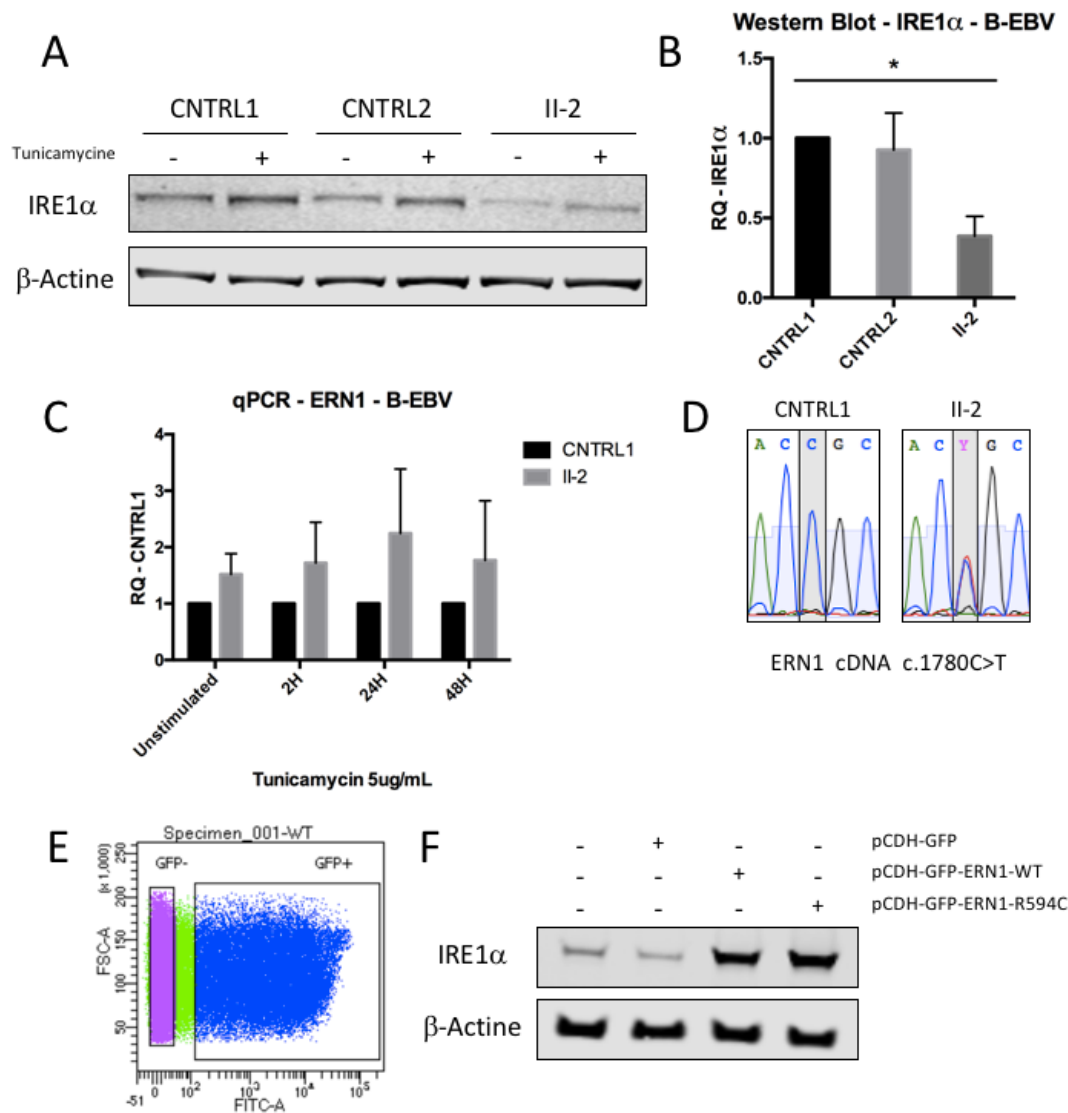 A
CNTRL1 CNTRL2 II-2
Tunicamycine - + - + - +
IRE1α
β-Actine
B
Western Blot - IRE1α - B-EBV
*
RQ - IRE1α
1.5
1.0
0.5
0.0
CNTRL1 CNTRL2 II-2
C
qPCR - ERN1 - B-EBV
RQ - CNTRL1
4
3
2
1
0
CNTRL1
II-2
Unstimulated 2H 24H 48H
Tunicamycin 5ug/mL
D
CNTRL1 II-2
A C C G C A C Y G C
ERN1 cDNA c.1780C>T
E
Specimen_001-WT
GFP- GFP+
(x 1,000)
FSC-A
250
200
150
100
50
-51 0 10² 10³ 10⁴ 10⁵
FITC-A
F
- + - - pCDH-GFP
- - + - pCDH-GFP-ERN1-WT
- - - + pCDH-GFP-ERN1-R594C
IRE1α
β-Actine